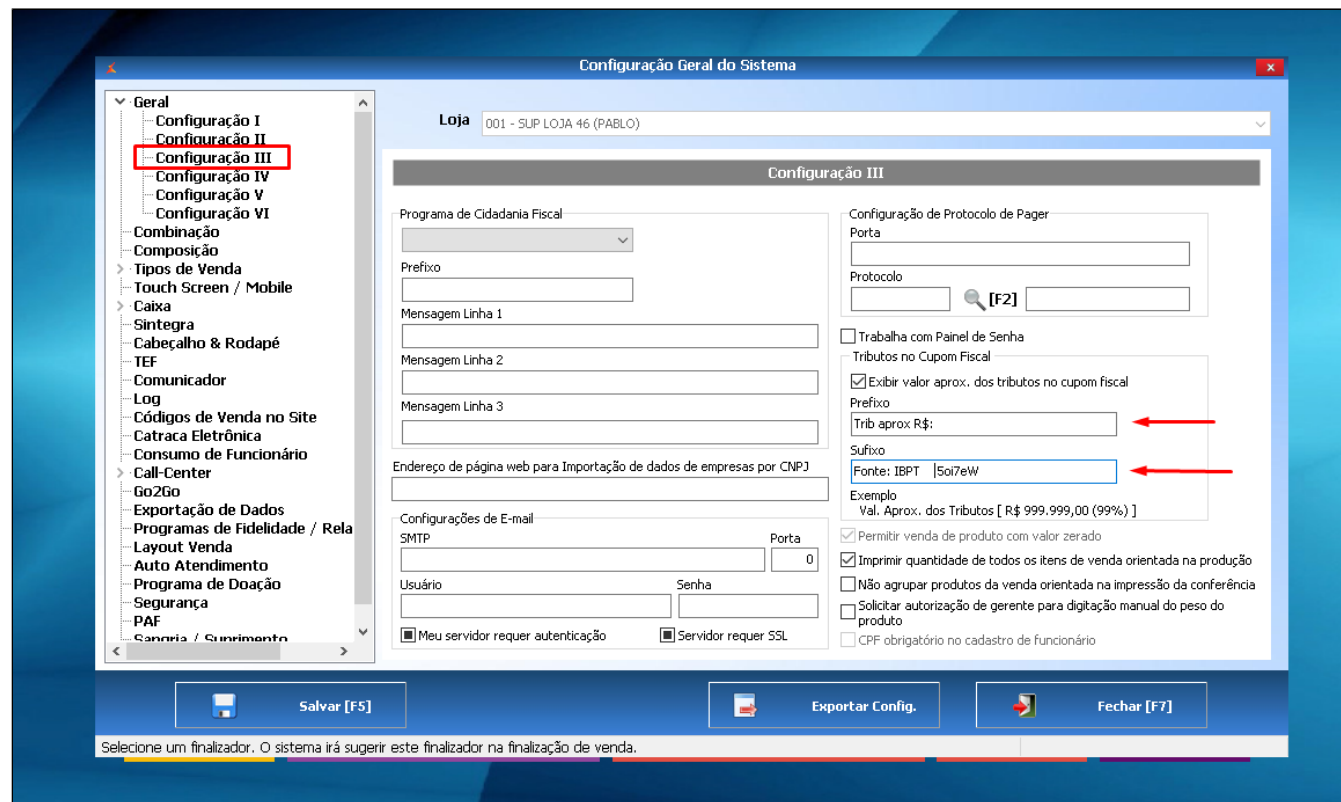 Configuração Geral do Sistema
Geral
Configuração I
Configuração II
Configuração III
Configuração IV
Configuração V
Configuração VI
Combinação
Composição
Tipos de Venda
Touch Screen / Mobile
Caixa
Sintegra
Cabeçalho & Rodapé
TEF
Comunicador
Log
Códigos de Venda no Site
Catraca Eletrônica
Consumo de Funcionário
Call-Center
Go2Go
Exportação de Dados
Programas de Fidelidade / Rela
Layout Venda
Auto Atendimento
Programa de Doação
Segurança
PAF
Sangria / Suprimento
Loja 001 - SUP LOJA 46 (PABLO)
Configuração III
Programa de Cidadania Fiscal
Prefixo
Mensagem Linha 1
Mensagem Linha 2
Mensagem Linha 3
Endereço de página web para Importação de dados de empresas por CNPJ
Configurações de E-mail
SMTP Porta
0
Usuário Senha
Meu servidor requer autenticação Servidor requer SSL
Configuração de Protocolo de Pager
Porta
Protocolo
[F2]
Trabalha com Painel de Senha
Tributos no Cupom Fiscal
Exibir valor aprox. dos tributos no cupom fiscal
Prefixo
Trib aprox R$:
Sufixo
Fonte: IBPT 5oi7eW
Exemplo
Val. Aprox. dos Tributos [ R$ 999.999,00 (99%) ]
Permitir venda de produto com valor zerado
Imprimir quantidade de todos os itens de venda orientada na produção
Não agrupar produtos da venda orientada na impressão da conferência
Solicitar autorização de gerente para digitação manual do peso do
produto
CPF obrigatório no cadastro de funcionário
Salvar [F5] Exportar Config. Fechar [F7]
Selecione um finalizador. O sistema irá sugerir este finalizador na finalização de venda.